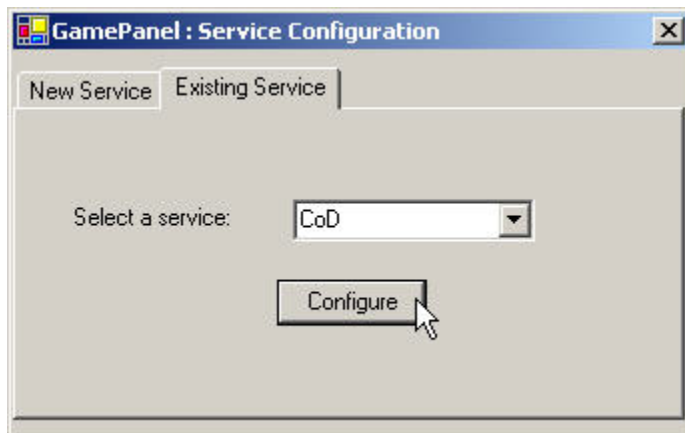 GamePanel : Service Configuration
New Service Existing Service
Select a service: CoD
Configure